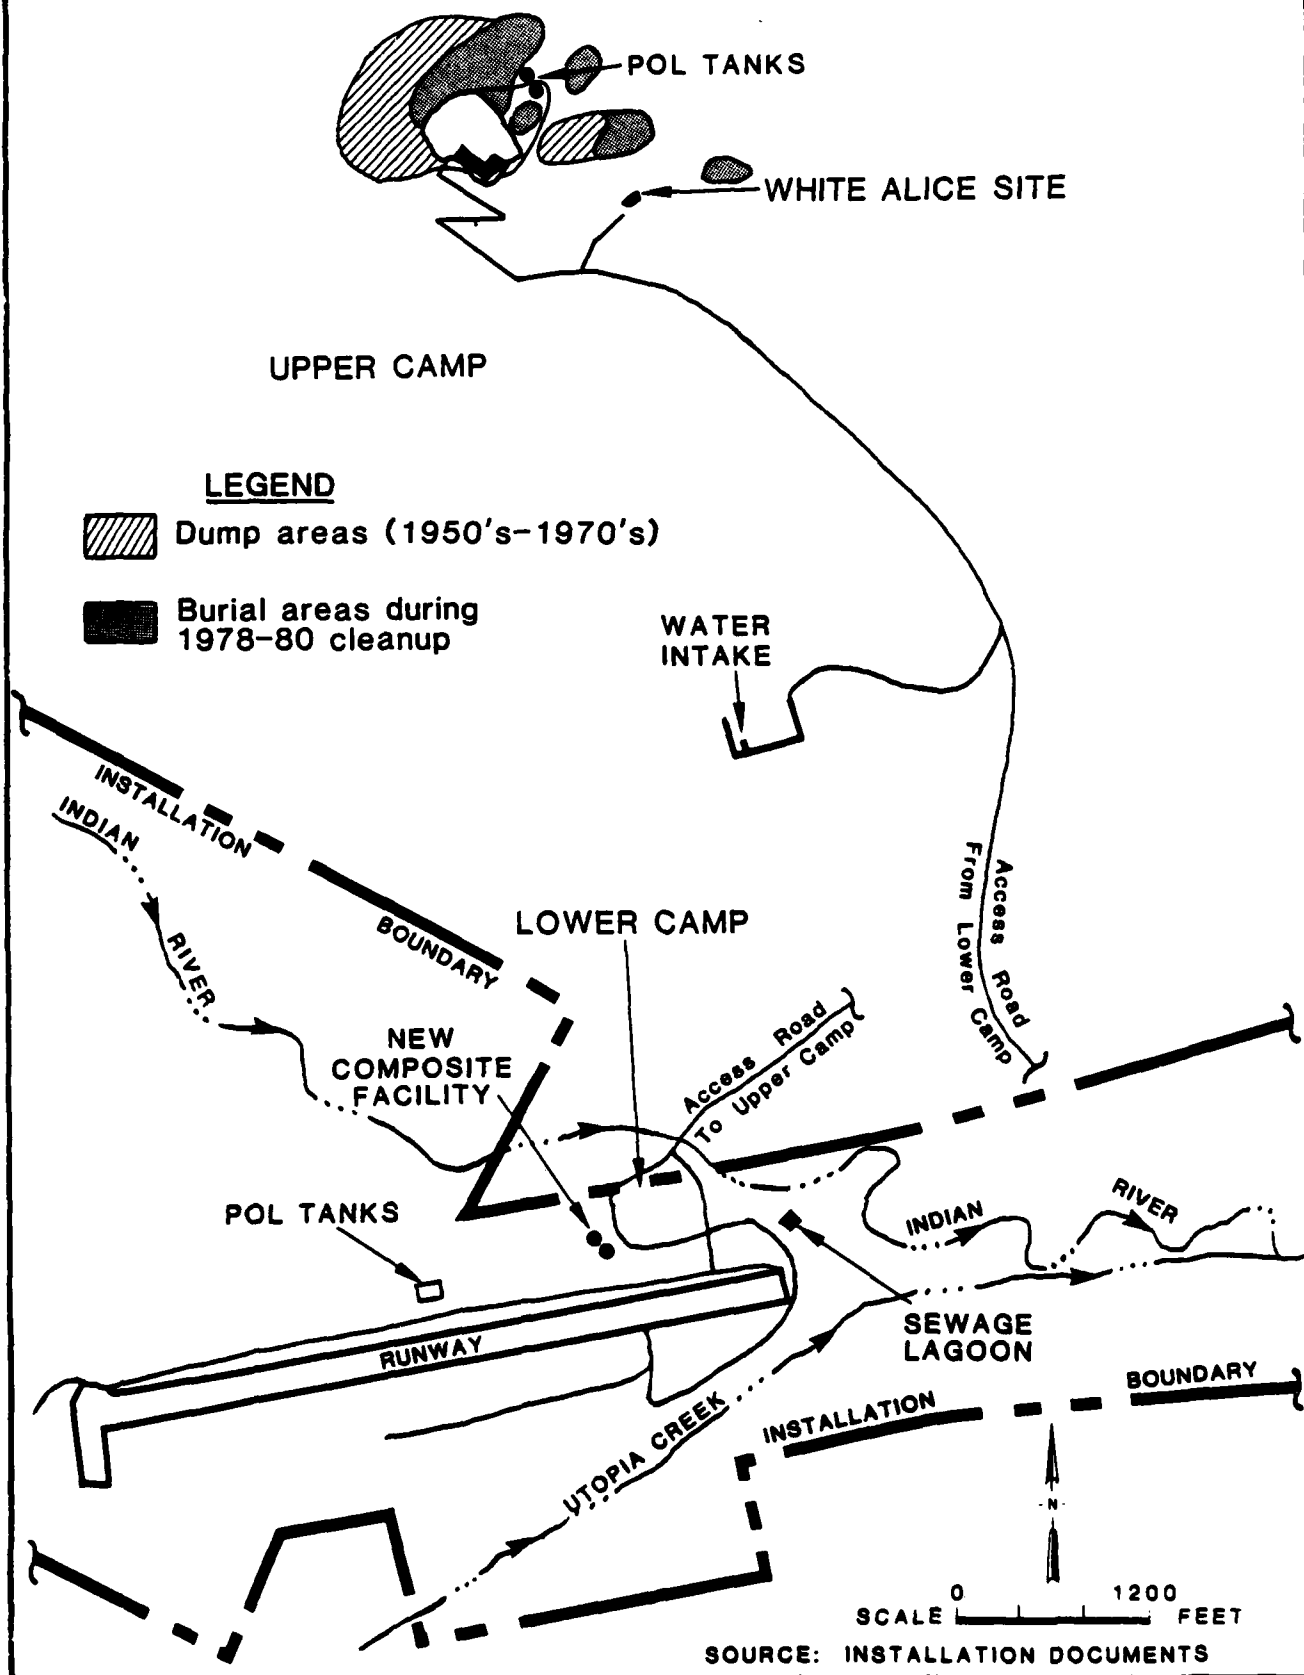 POL TANKS
WHITE ALICE SITE
UPPER CAMP
LEGEND
Dump areas (1950's-1970's)
Burial areas during
1978-80 cleanup
WATER
INTAKE
INSTALLATION
BOUNDARY
INDIAN
RIVER
Access Road
From Lower Camp
LOWER CAMP
NEW
COMPOSITE
FACILITY
Access Road
To Upper Camp
POL TANKS
INDIAN
RIVER
SEWAGE
LAGOON
RUNWAY
UTOPIA CREEK
INSTALLATION
BOUNDARY
N
0 1200
SCALE FEET
SOURCE: INSTALLATION DOCUMENTS